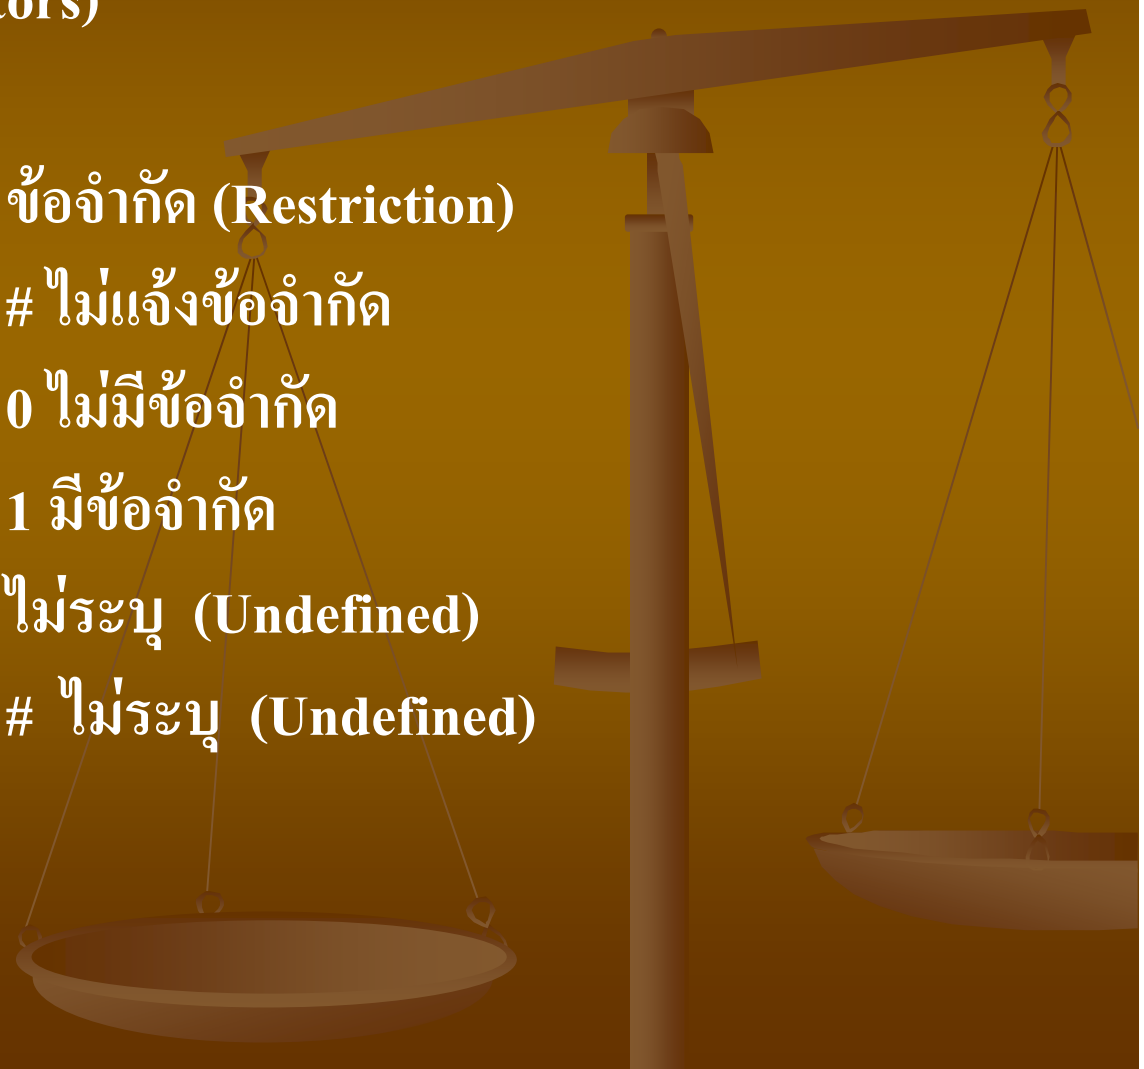 tors)
ข้อจำกัด (Restriction)
# ไม่แจ้งข้อจำกัด
0 ไม่มีข้อจำกัด
1 มีข้อจำกัด
ไม่ระบุ (Undefined)
# ไม่ระบุ (Undefined)